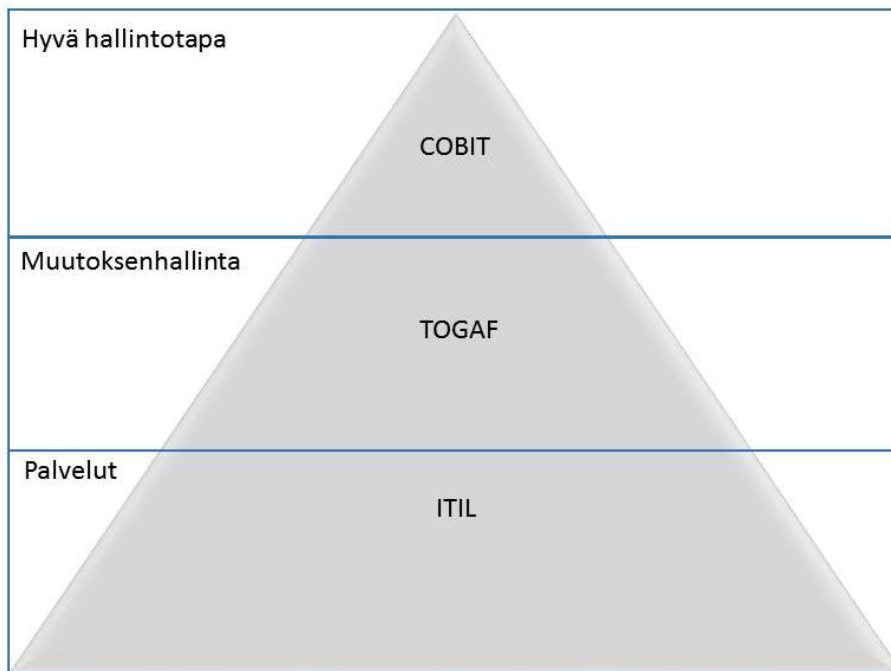 Hyvä hallintotapa
COBIT
Muutoksenhallinta
TOGAF
Palvelut
ITIL